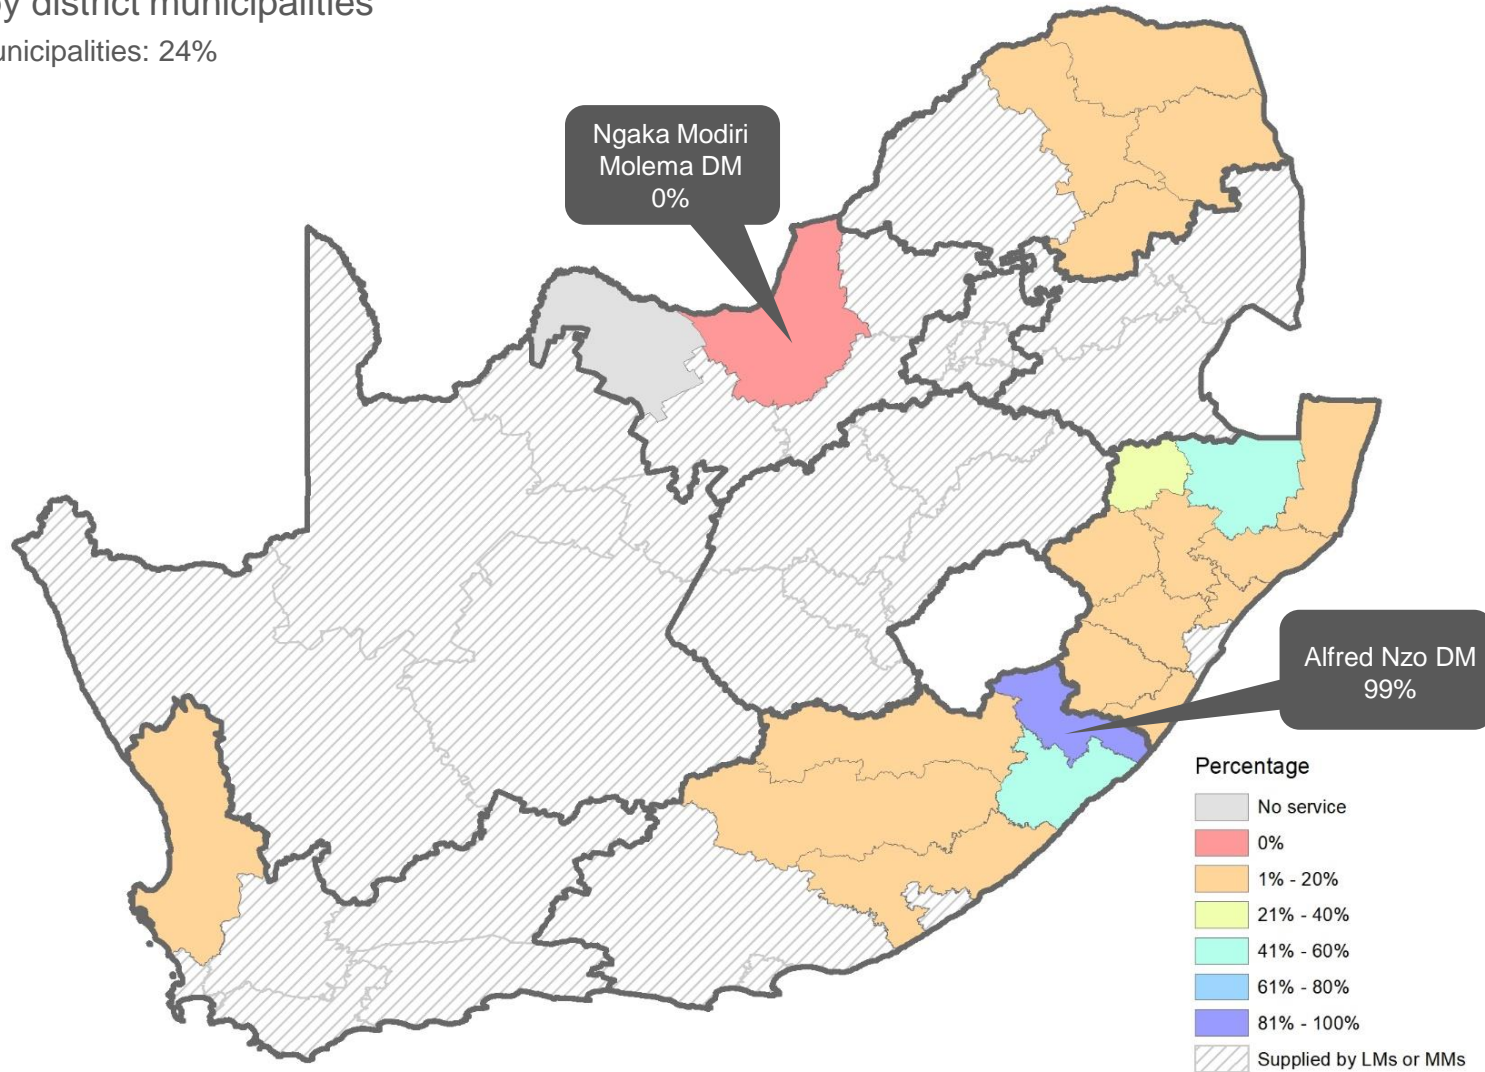 by district municipalities
unicipalities: 24%
Ngaka Modiri
Molema DM
0%
Alfred Nzo DM
99%
Percentage
No service
0%
1% - 20%
21% - 40%
41% - 60%
61% - 80%
81% - 100%
Supplied by LMs or MMs